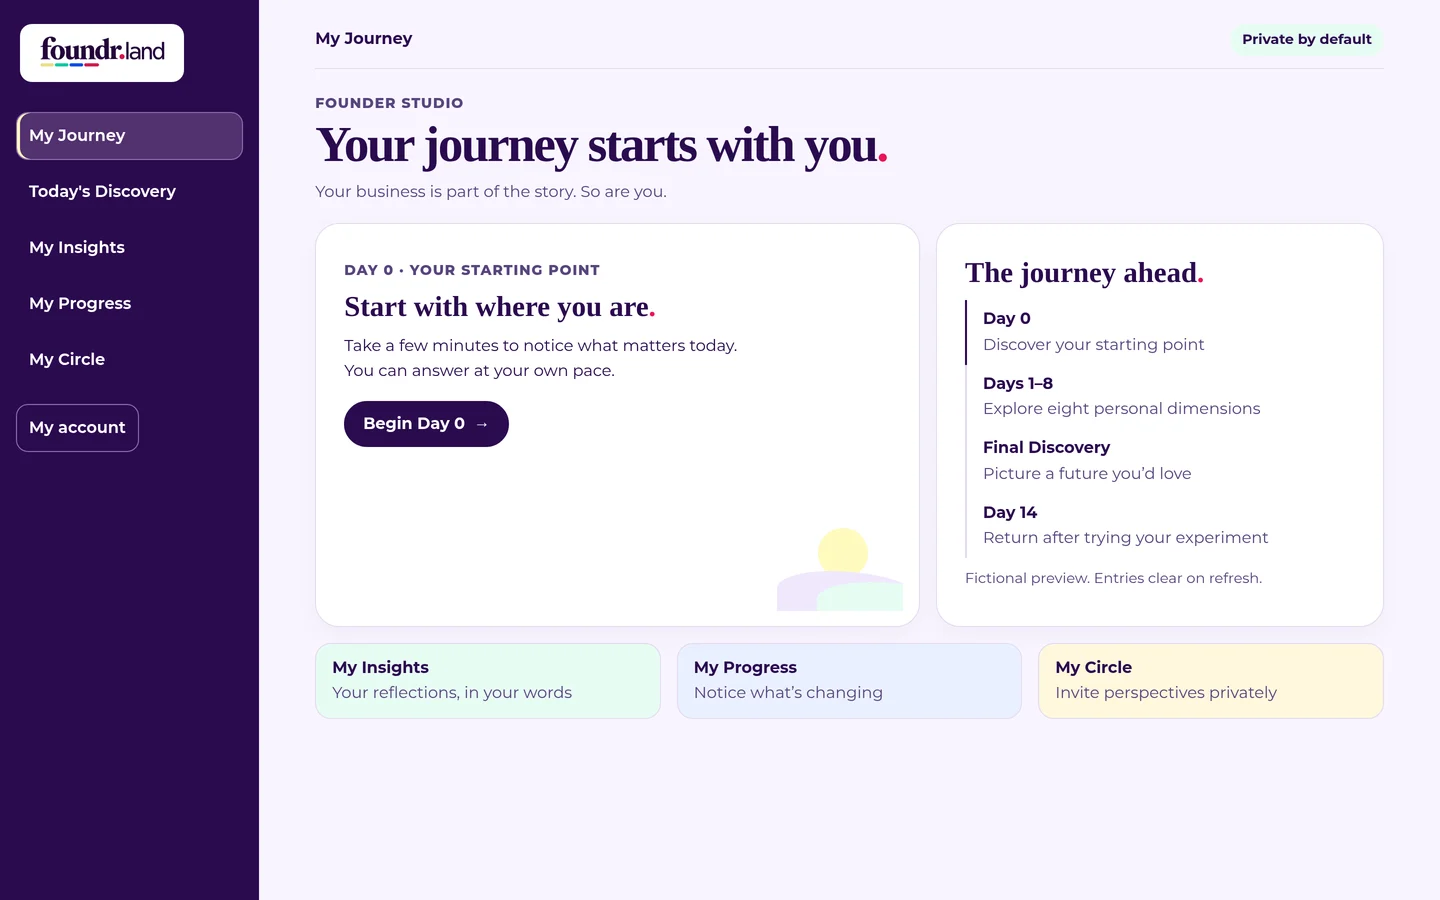 foundr.land
My Journey
Today's Discovery
My Insights
My Progress
My Circle
My account
My Journey
Private by default
FOUNDER STUDIO
Your journey starts with you.
Your business is part of the story. So are you.
DAY 0 · YOUR STARTING POINT
Start with where you are.
Take a few minutes to notice what matters today.
You can answer at your own pace.
Begin Day 0 →
The journey ahead.
Day 0
Discover your starting point
Days 1–8
Explore eight personal dimensions
Final Discovery
Picture a future you’d love
Day 14
Return after trying your experiment
Fictional preview. Entries clear on refresh.
My Insights
Your reflections, in your words
My Progress
Notice what’s changing
My Circle
Invite perspectives privately